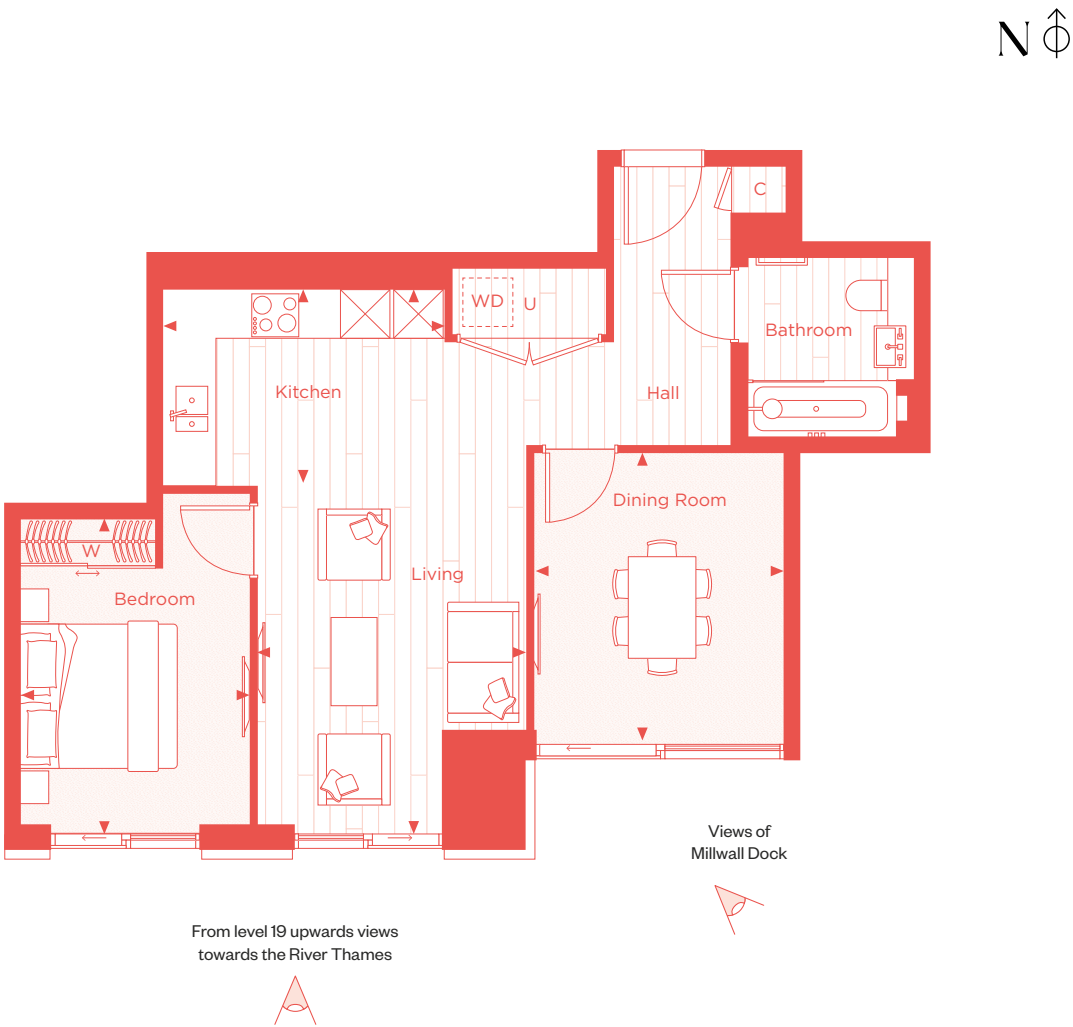 N
C
WD
U
Bathroom
Kitchen
Hall
Dining Room
W
Living
Bedroom
Views of
Millwall Dock
From level 19 upwards views
towards the River Thames